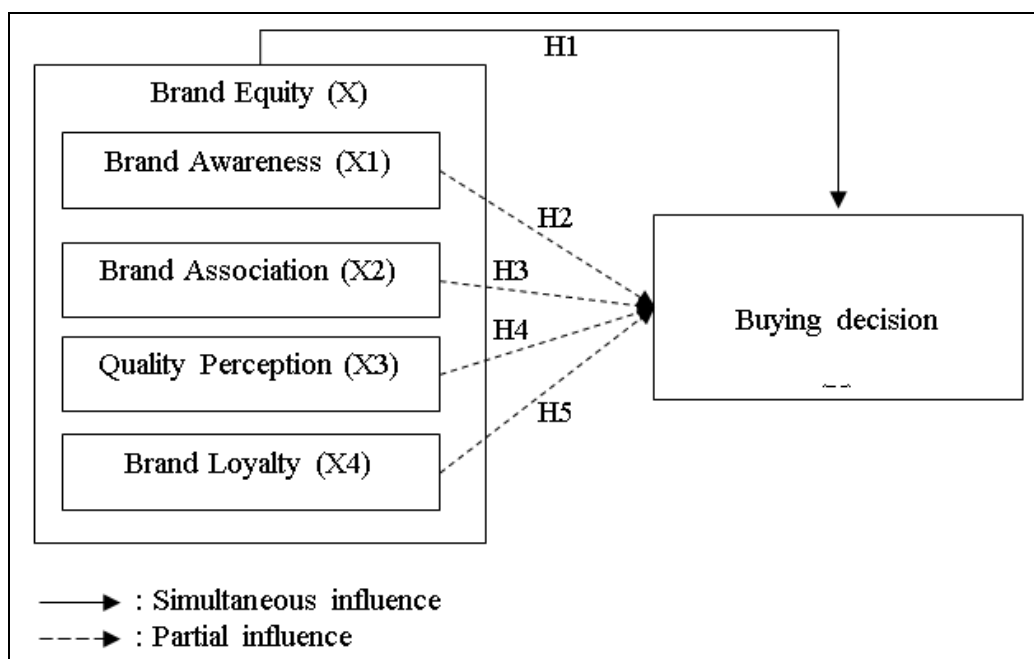 H1
Brand Equity (X)
Brand Awareness (X1)
H2
Brand Association (X2)
H3
Buying decision
H4
Quality Perception (X3)
H5
Brand Loyalty (X4)
: Simultaneous influence
: Partial influence